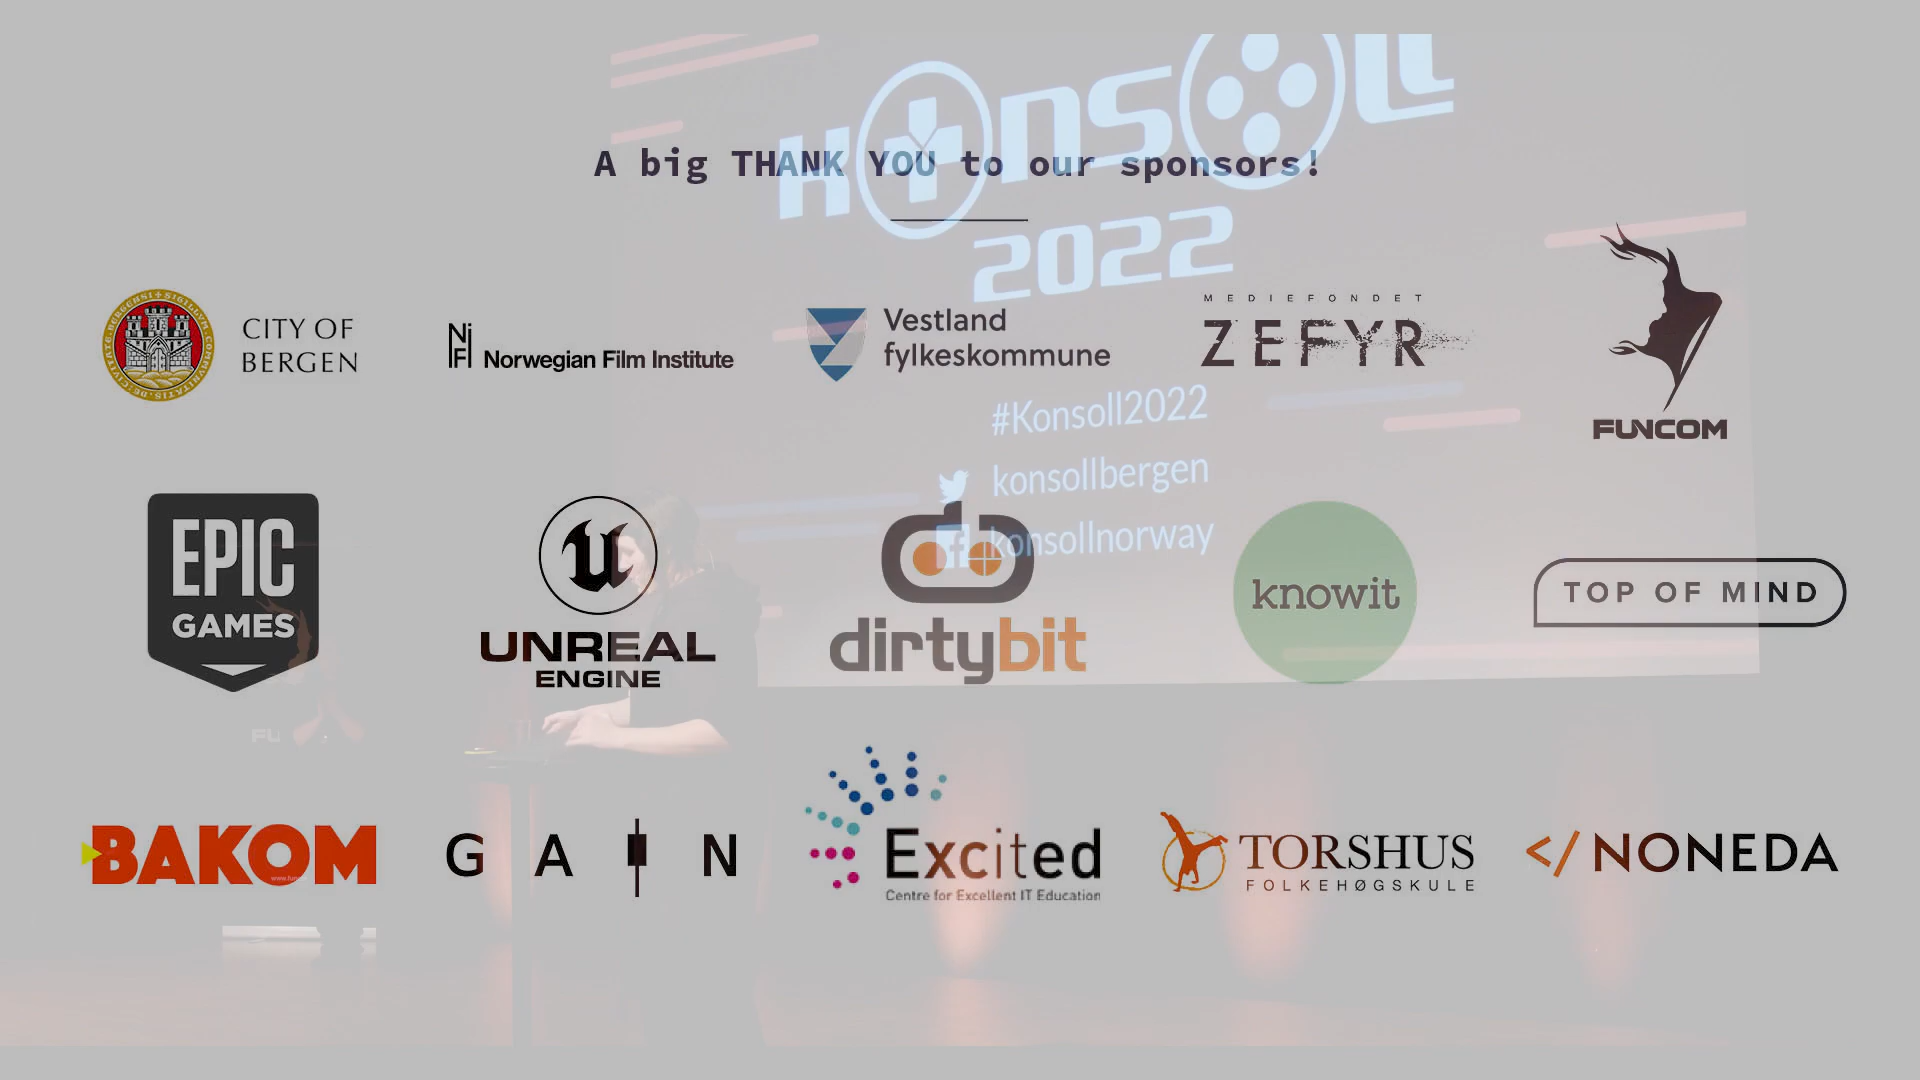 Konsoll
A big THANK YOU to our sponsors!
2022
CITY OF
BERGEN
Norwegian Film Institute
Vestland
fylkeskommune
MEDIEFONDET
ZEFYR
FUNCOM
#Konsoll2022
konsollbergen
konsollnorway
EPIC
GAMES
UNREAL
ENGINE
dirtybit
knowit
TOP OF MIND
BAKOM
GAIN
Excited
Centre for Excellent IT Education
TORSHUS
FOLKEHØGSKULE
</ NONEDA